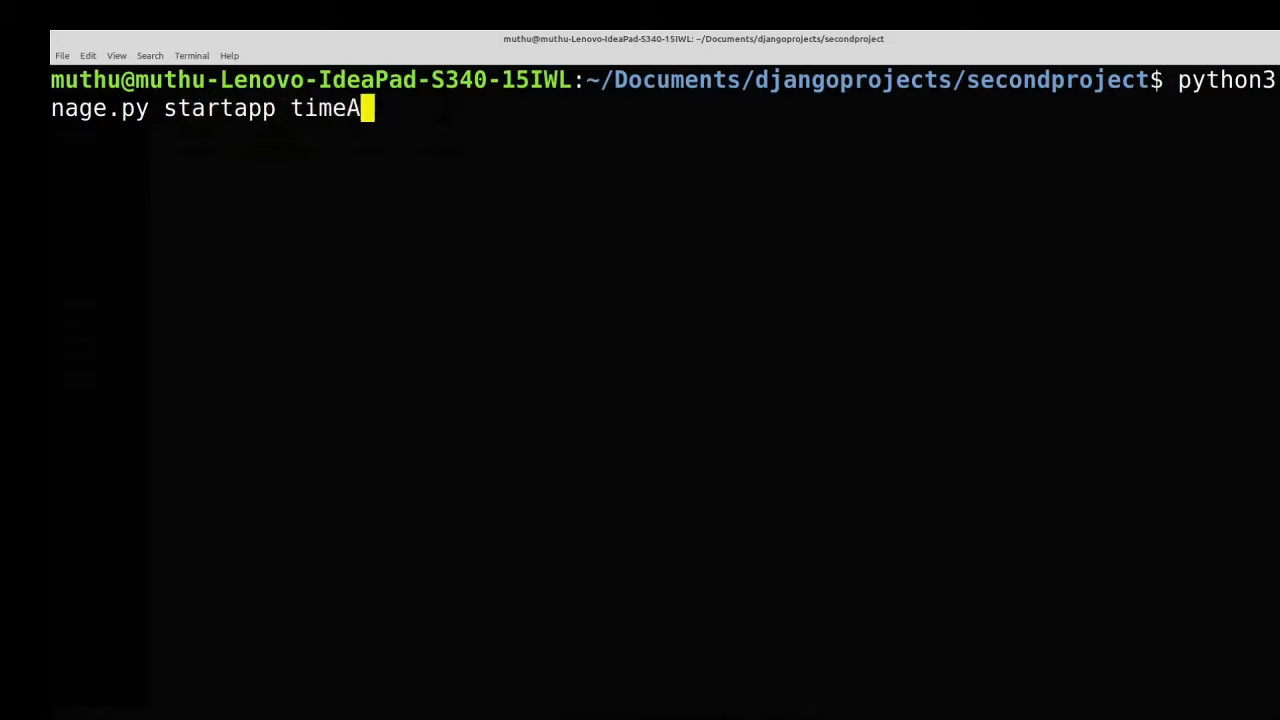 muthu@muthu-Lenovo-IdeaPad-S340-15IWL: ~/Documents/djangoprojects/secondproject
File Edit View Search Terminal Help
muthu@muthu-Lenovo-IdeaPad-S340-15IWL:~/Documents/djangoprojects/secondproject$ python3
nage.py startapp timeA